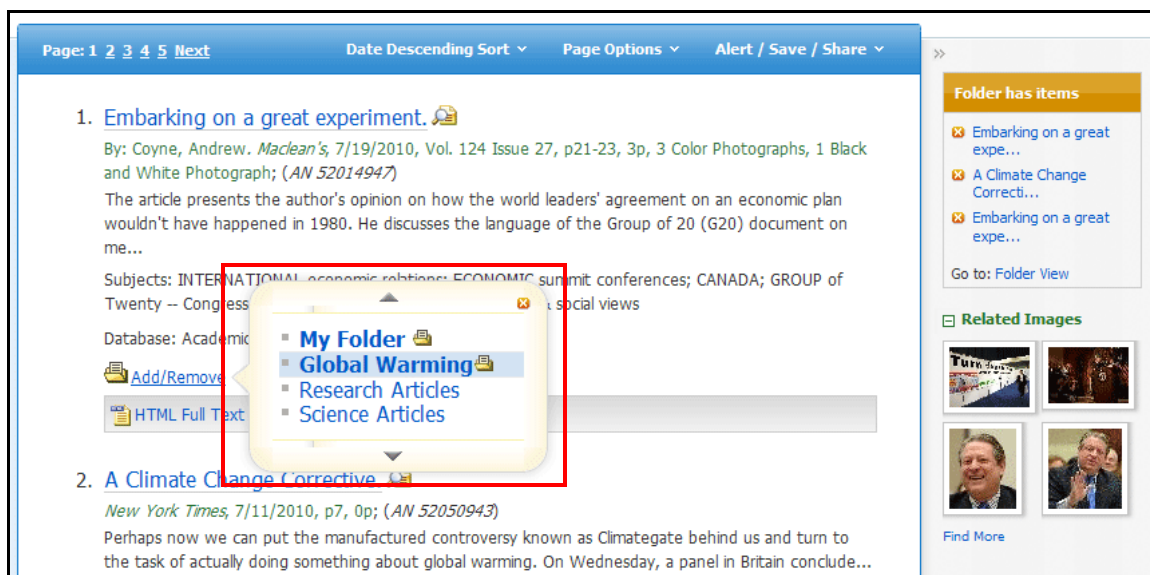 Page: 1 2 3 4 5 Next
Date Descending Sort
Page Options
Alert / Save / Share
1. Embarking on a great experiment.
By: Coyne, Andrew. Maclean's, 7/19/2010, Vol. 124 Issue 27, p21-23, 3p, 3 Color Photographs, 1 Black
and White Photograph; (AN 52014947)
The article presents the author's opinion on how the world leaders' agreement on an economic plan
wouldn't have happened in 1980. He discusses the language of the Group of 20 (G20) document on
me...
Subjects: INTERNATIONAL economic relations; ECONOMIC summit conferences; CANADA; GROUP of
Twenty -- Congress
social views
Database: Academic
Add/Remove
HTML Full Text
My Folder
Global Warming
Research Articles
Science Articles
2. A Climate Change Corrective.
New York Times, 7/11/2010, p7, 0p; (AN 52050943)
Perhaps now we can put the manufactured controversy known as Climategate behind us and turn to
the task of actually doing something about global warming. On Wednesday, a panel in Britain conclude...
»
Folder has items
Embarking on a great
expe...
A Climate Change
Correcti...
Embarking on a great
expe...
Go to: Folder View
Related Images
Turn
Find More